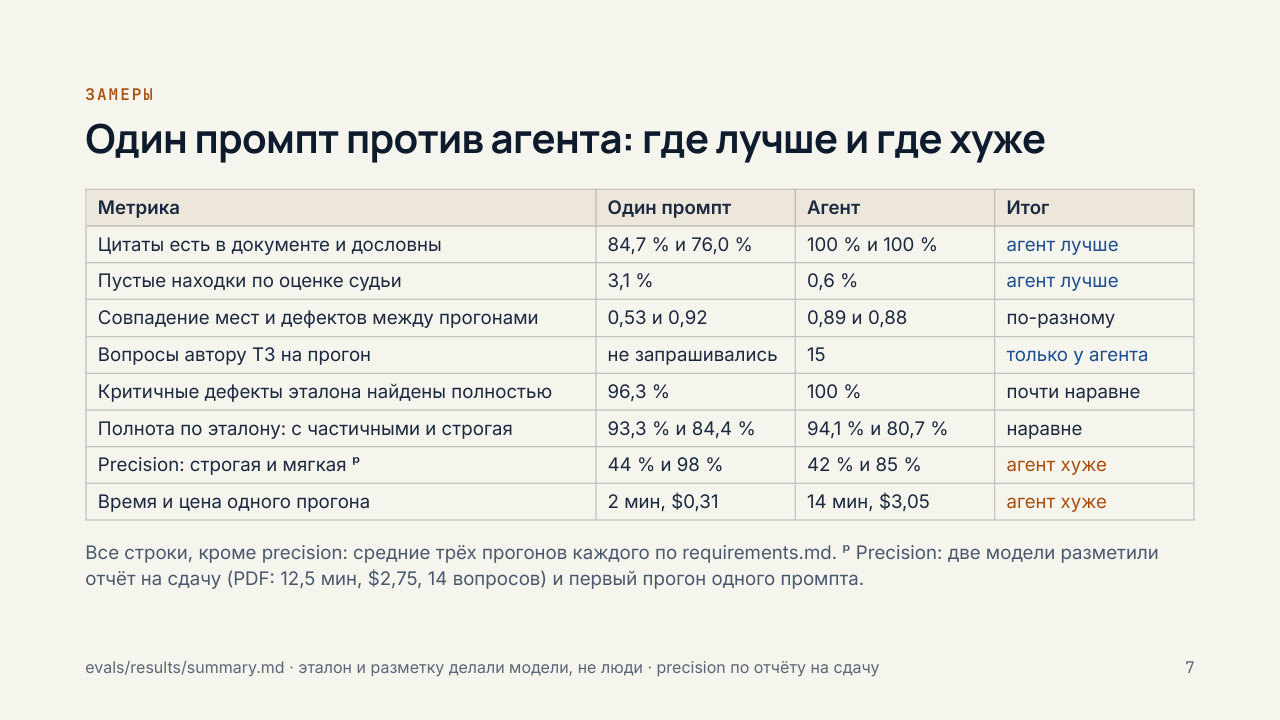 ЗАМЕРЫ
Один промпт против агента: где лучше и где хуже
Метрика Один промпт Агент Итог
Цитаты есть в документе и дословны 84,7 % и 76,0 % 100 % и 100 % агент лучше
Пустые находки по оценке судьи 3,1 % 0,6 % агент лучше
Совпадение мест и дефектов между прогонами 0,53 и 0,92 0,89 и 0,88 по-разному
Вопросы автору ТЗ на прогон не запрашивались 15 только у агента
Критичные дефекты эталона найдены полностью 96,3 % 100 % почти наравне
Полнота по эталону: с частичными и строгая 93,3 % и 84,4 % 94,1 % и 80,7 % наравне
Precision: строгая и мягкая ᴾ 44 % и 98 % 42 % и 85 % агент хуже
Время и цена одного прогона 2 мин, $0,31 14 мин, $3,05 агент хуже
Все строки, кроме precision: средние трёх прогонов каждого по requirements.md. ᴾ Precision: две модели разметили
отчёт на сдачу (PDF: 12,5 мин, $2,75, 14 вопросов) и первый прогон одного промпта.
evals/results/summary.md · эталон и разметку делали модели, не люди · precision по отчёту на сдачу 7